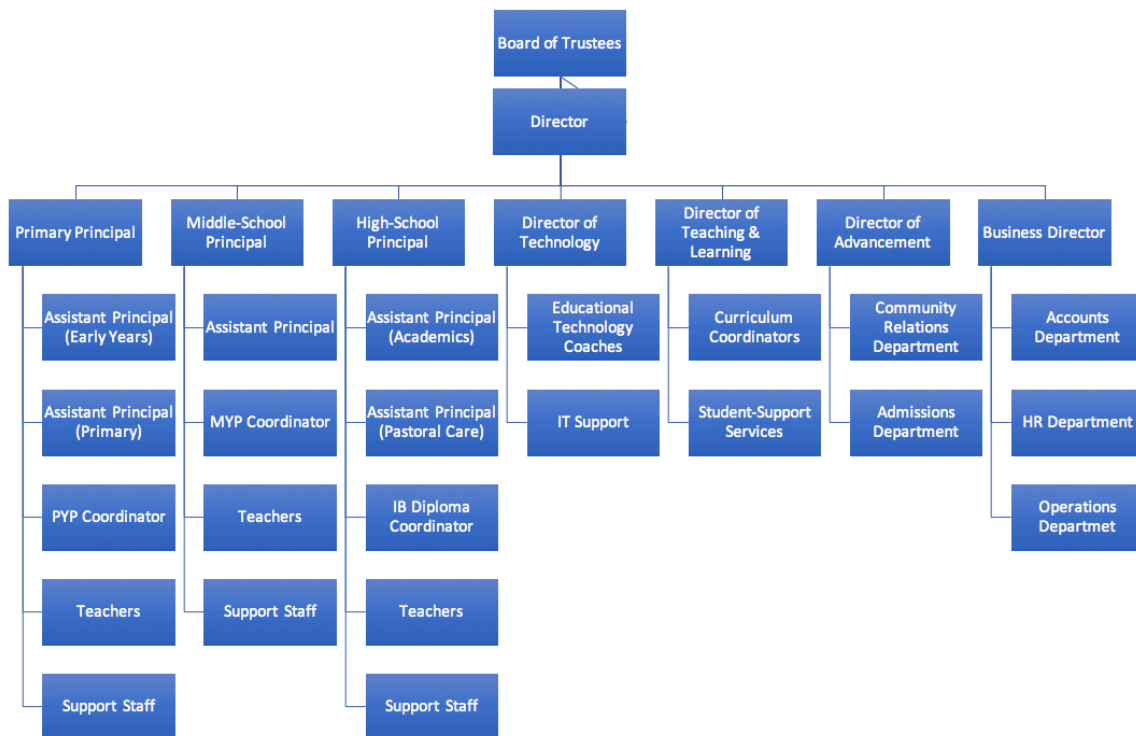 Board of Trustees
Director
Primary Principal
Middle-School
Principal
High-School
Principal
Director of
Technology
Director of
Teaching &
Learning
Director of
Advancement
Business Director
Assistant Principal
(Early Years)
Assistant Principal
Assistant Principal
(Academics)
Educational
Technology
Coaches
Curriculum
Coordinators
Community
Relations
Department
Accounts
Department
Assistant Principal
(Primary)
MYP Coordinator
Assistant Principal
(Pastoral Care)
IT Support
Student-Support
Services
Admissions
Department
HR Department
PYP Coordinator
Teachers
IB Diploma
Coordinator
Operations
Departmet
Teachers
Support Staff
Teachers
Support Staff
Support Staff